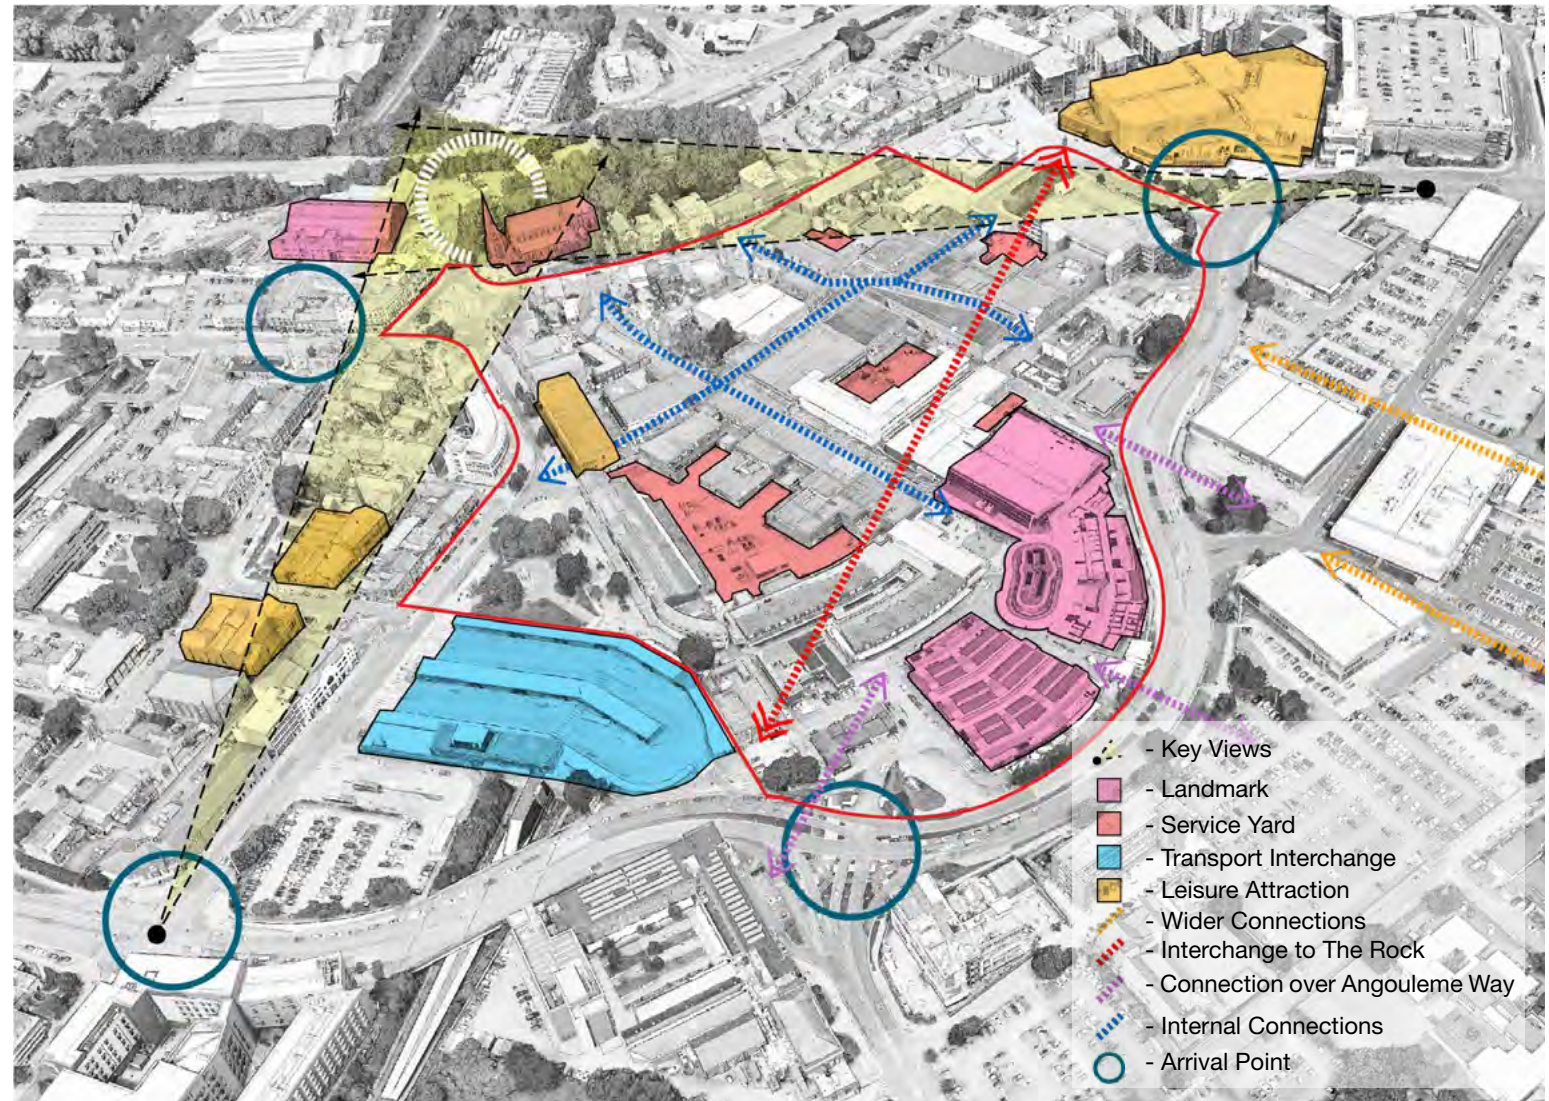 - Key Views
- Landmark
- Service Yard
- Transport Interchange
- Leisure Attraction
- Wider Connections
- Interchange to The Rock
- Connection over Angouleme Way
- Internal Connections
- Arrival Point